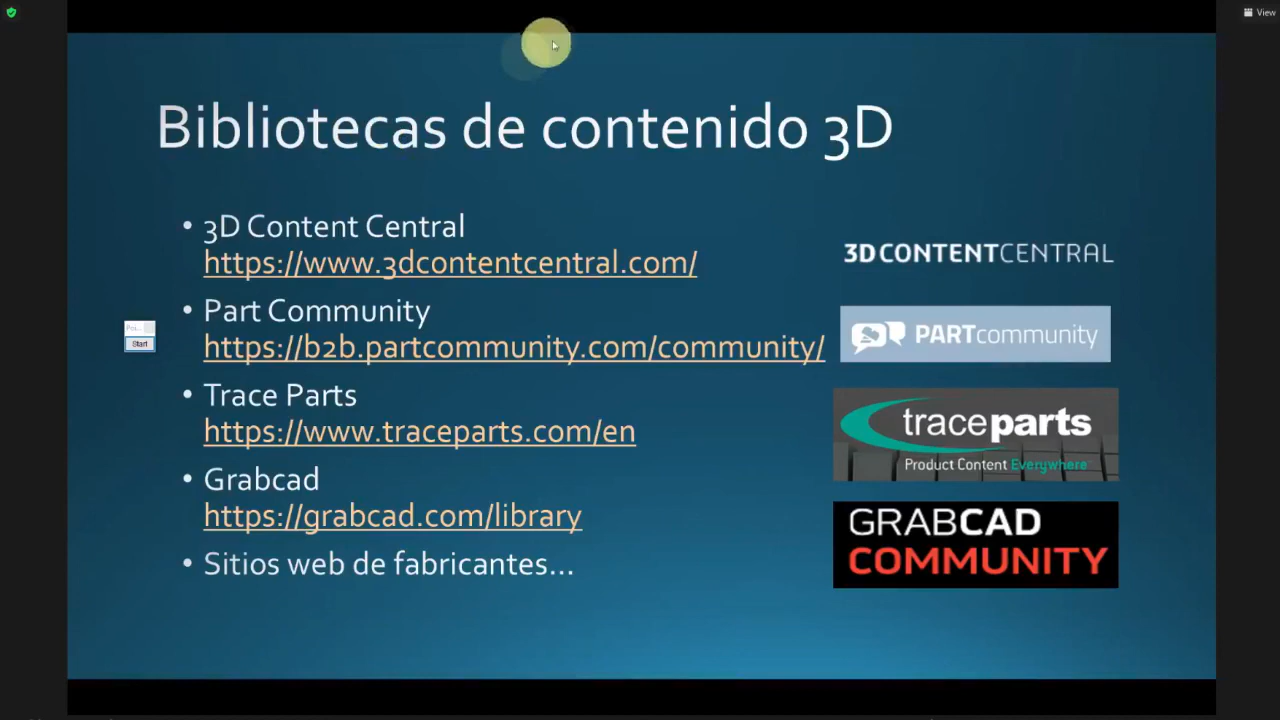 View
Bibliotecas de contenido 3D
• 3D Content Central
https://www.3dcontentcentral.com/
3DCONTENTCENTRAL
• Part Community
https://b2b.partcommunity.com/community/
PARTcommunity
Start
• Trace Parts
https://www.traceparts.com/en
traceparts
Product Content Everywhere
• Grabcad
https://grabcad.com/library
GRABCAD
COMMUNITY
• Sitios web de fabricantes...